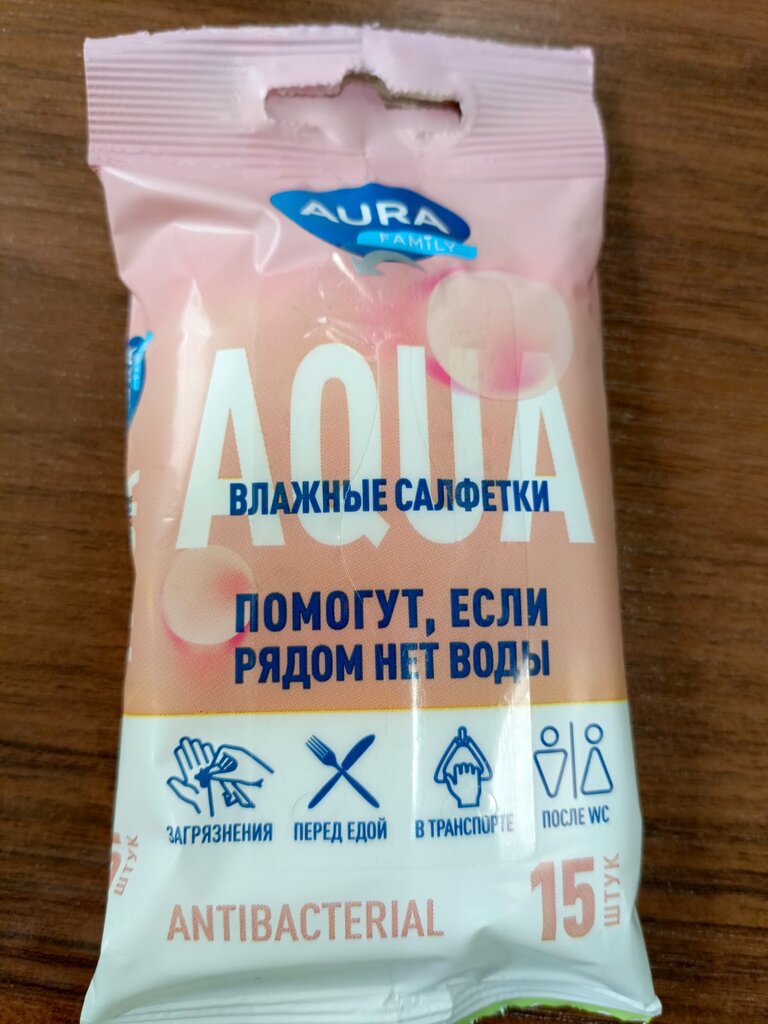 AURA
FAMILY
AQUA
ВЛАЖНЫЕ САЛФЕТКИ
ПОМОГУТ, ЕСЛИ
РЯДОМ НЕТ ВОДЫ
ЗАГРЯЗНЕНИЯ
ПЕРЕД ЕДОЙ
В ТРАНСПОРТЕ
ПОСЛЕ WC
ANTIBACTERIAL
15
ШТУК
ШТУК